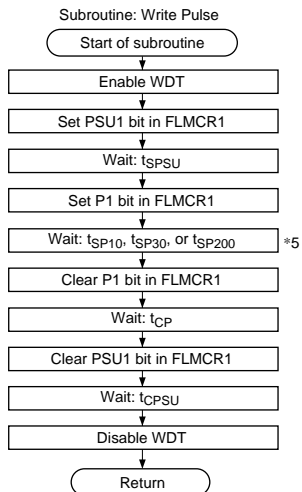 Subroutine: Write Pulse
Start of subroutine
Enable WDT
Set PSU1 bit in FLMCR1
Wait: tSPSU
Set P1 bit in FLMCR1
Wait: tSP10, tSP30, or tSP200 *5
Clear P1 bit in FLMCR1
Wait: tCP
Clear PSU1 bit in FLMCR1
Wait: tCPSU
Disable WDT
Return